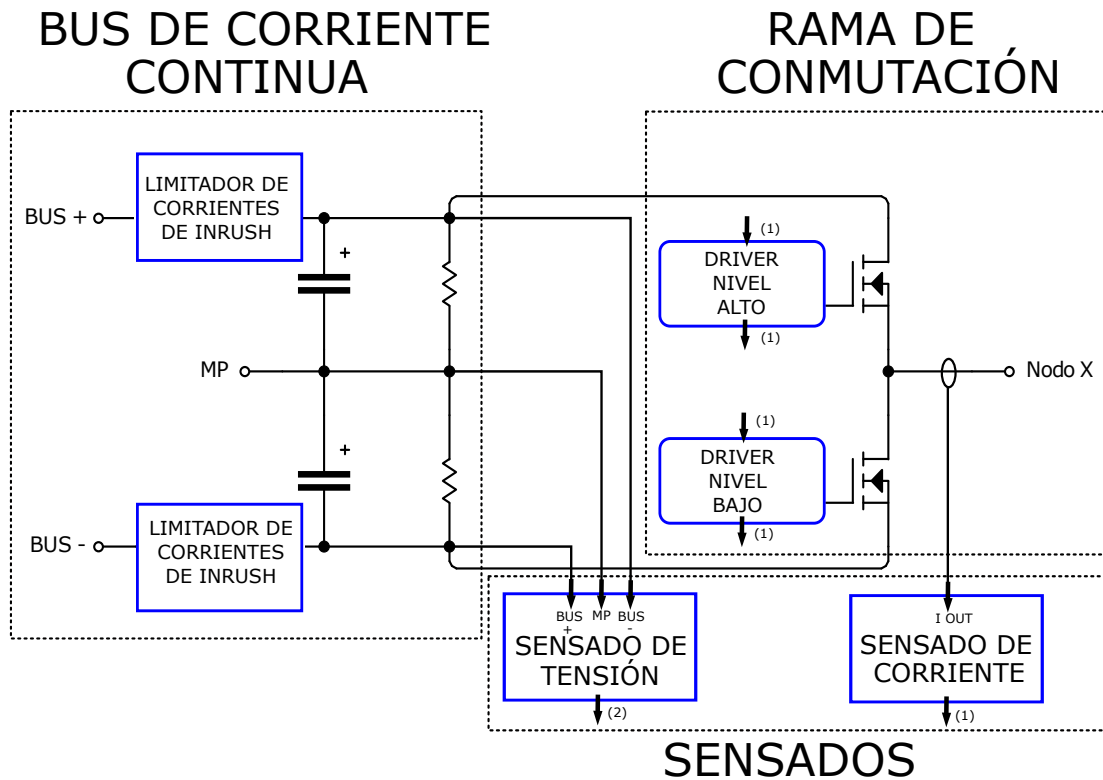 BUS DE CORRIENTE
CONTINUA
RAMA DE
CONMUTACIÓN
LIMITADOR DE
CORRIENTES
DE INRUSH
BUS +
+
(1)
DRIVER
NIVEL
ALTO
(1)
MP
Nodo X
+
(1)
DRIVER
NIVEL
BAJO
(1)
LIMITADOR DE
CORRIENTES
DE INRUSH
BUS -
BUS +
MP
BUS -
SENSADO DE
TENSIÓN
(2)
I OUT
SENSADO DE
CORRIENTE
(1)
SENSADOS